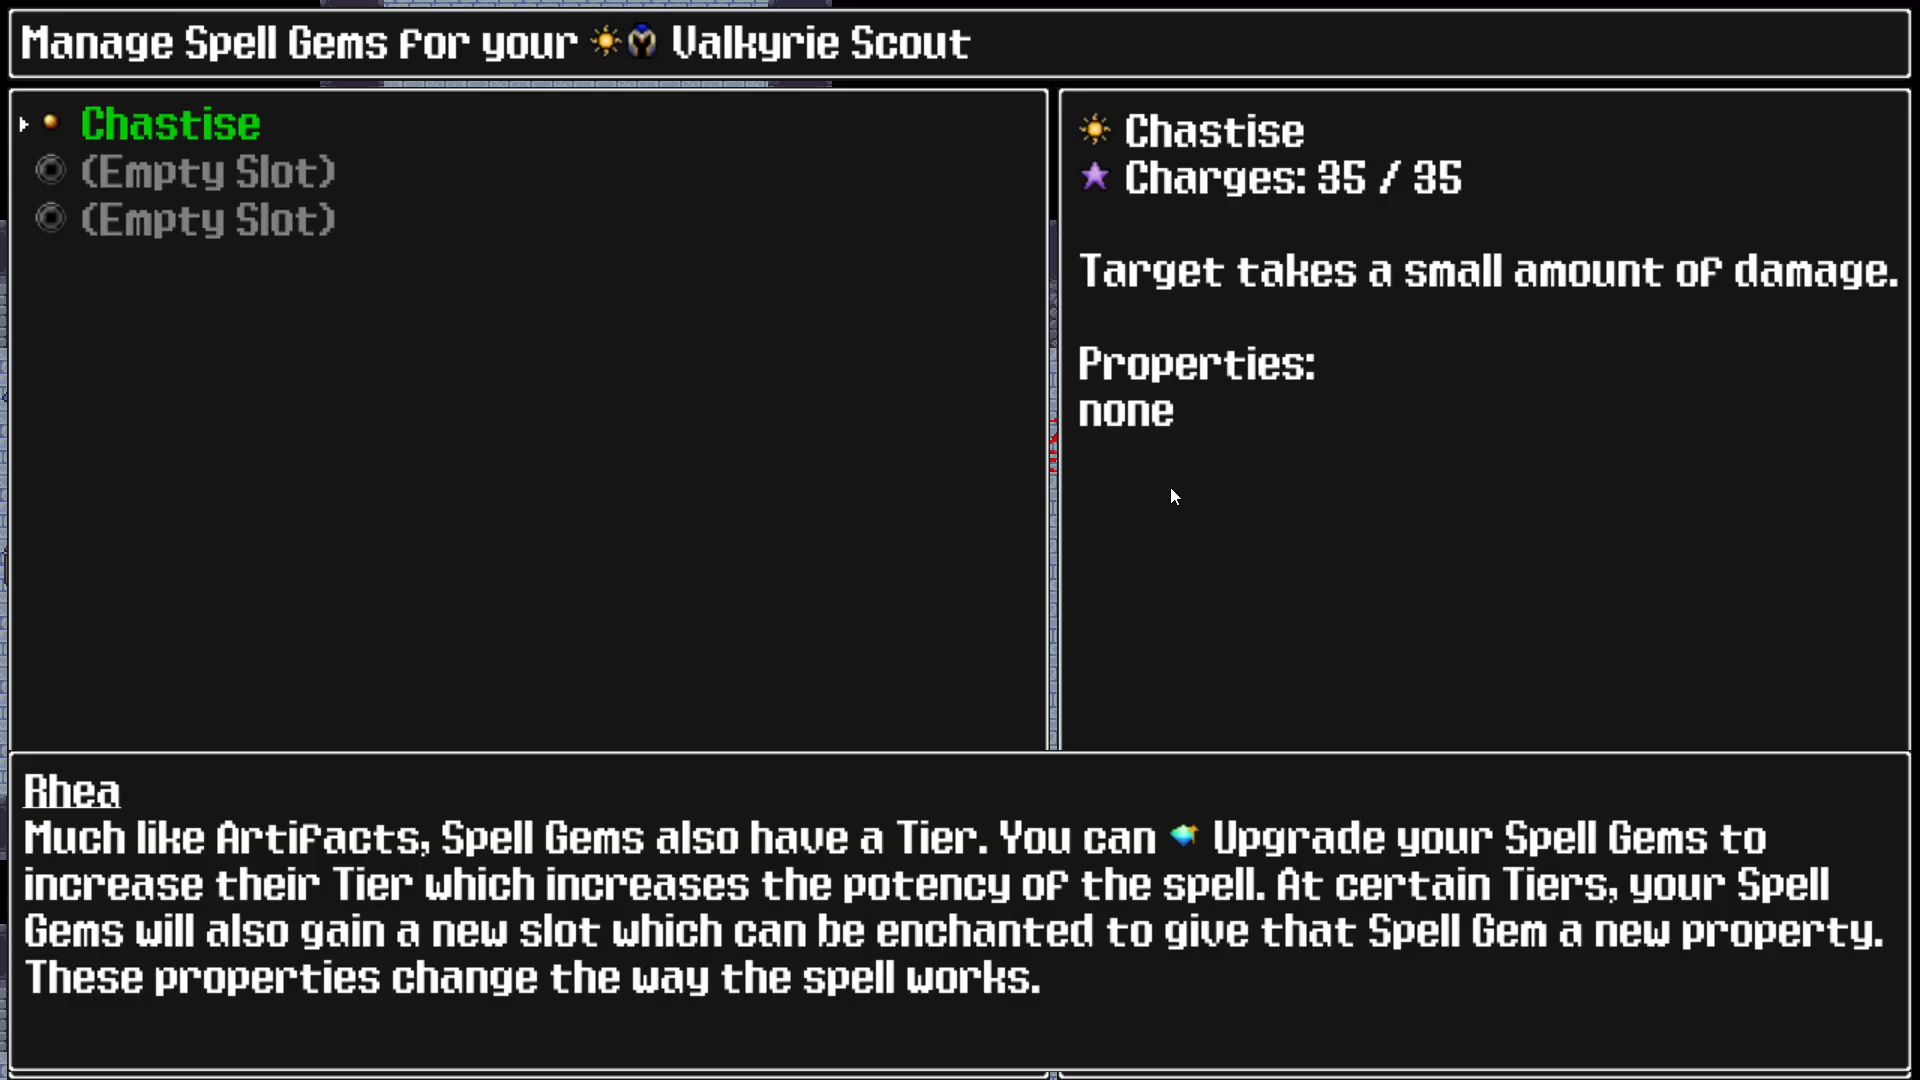 Manage Spell Gems for your Valkyrie Scout
Chastise
(Empty Slot)
(Empty Slot)
Chastise
Charges: 35 / 35
Target takes a small amount of damage.
Properties:
none
Rhea
Much like Artifacts, Spell Gems also have a Tier. You can Upgrade your Spell Gems to
increase their Tier which increases the potency of the spell. At certain Tiers, your Spell
Gems will also gain a new slot which can be enchanted to give that Spell Gem a new property.
These properties change the way the spell works.